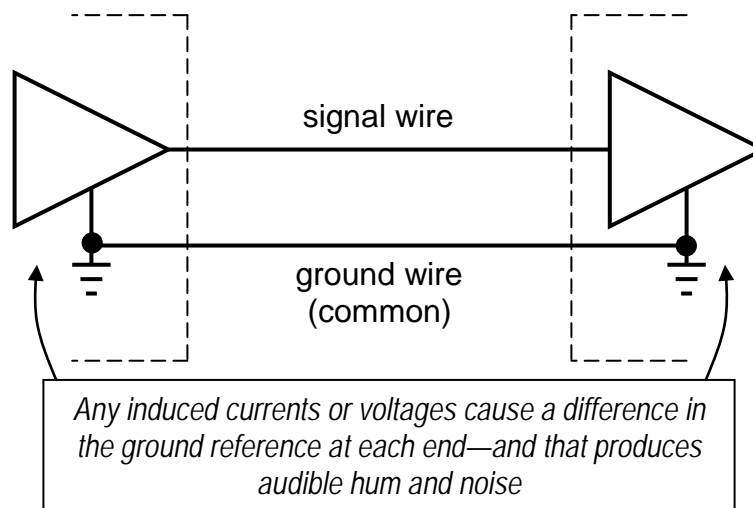 signal wire
ground wire
(common)
Any induced currents or voltages cause a difference in
the ground reference at each end—and that produces
audible hum and noise